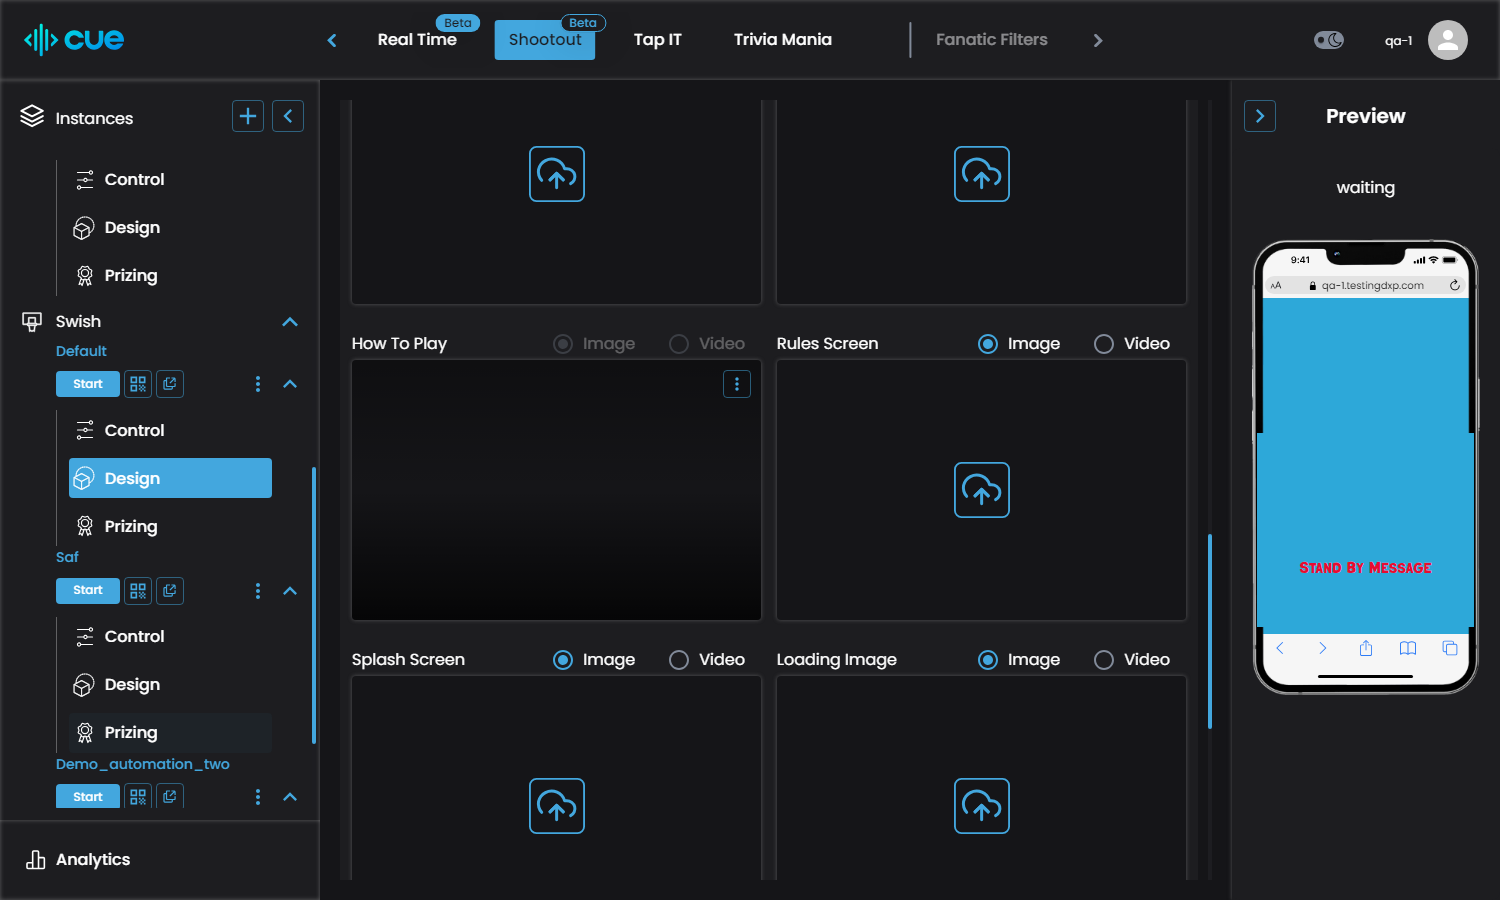 cue
Real Time
Beta
Shootout
Beta
Tap IT
Trivia Mania
Fanatic Filters
qa-1
Instances
Control
Design
Prizing
Swish
Default
Start
Control
Design
Prizing
Saf
Start
Control
Design
Prizing
Demo_automation_two
Start
Analytics
How To Play
Image
Video
Rules Screen
Image
Video
Splash Screen
Image
Video
Loading Image
Image
Video
Preview
waiting
9:41
AA
qa-1.testingdxp.com
Stand By Message